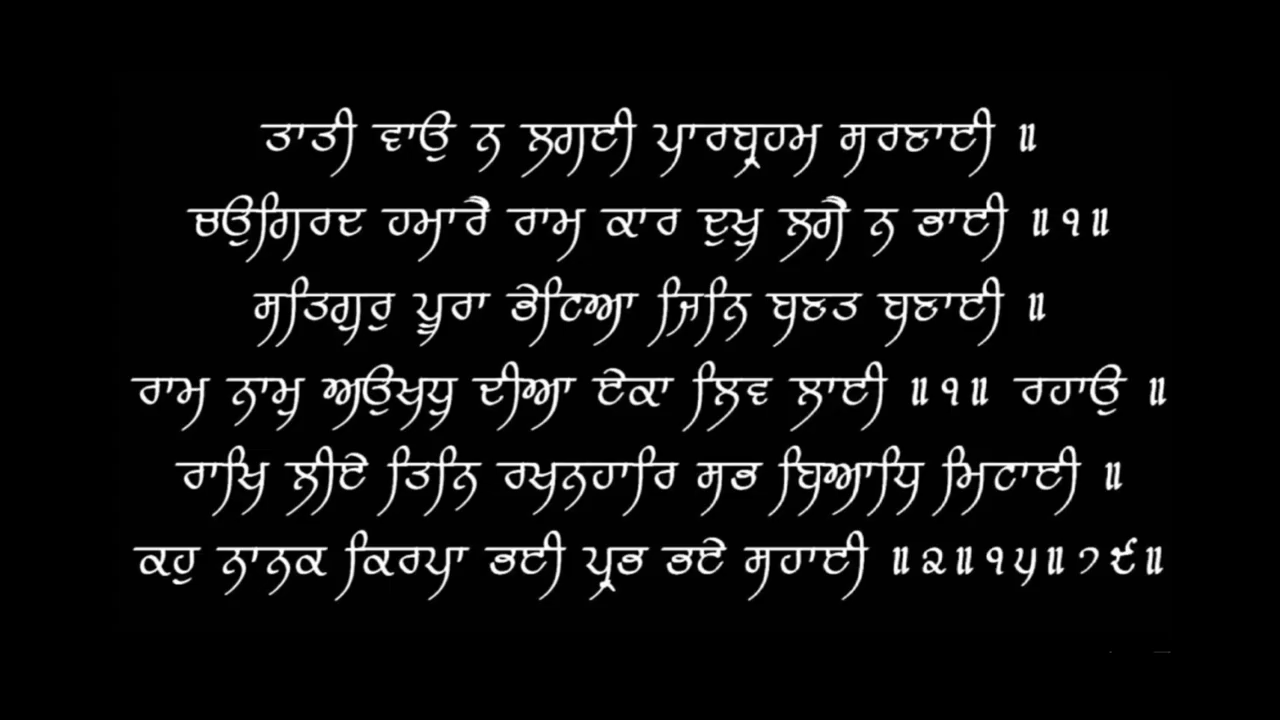 ਤਾਤੀ ਵਾਉ ਨ ਲਗਈ ਪਾਰਬ੍ਰਹਮ ਸਰਣਾਈ ॥
ਚਉਗਿਰਦ ਹਮਾਰੈ ਰਾਮ ਕਾਰ ਦੁਖੁ ਲਗੈ ਨ ਭਾਈ ॥੧॥
ਸਤਿਗੁਰੁ ਪੂਰਾ ਭੇਟਿਆ ਜਿਨਿ ਬਣਤ ਬਣਾਈ ॥
ਰਾਮ ਨਾਮੁ ਅਉਖਧੁ ਦੀਆ ਏਕਾ ਲਿਵ ਲਾਈ ॥੧॥ ਰਹਾਉ ॥
ਰਾਖਿ ਲੀਏ ਤਿਨਿ ਰਖਨਹਾਰਿ ਸਭ ਬਿਆਧਿ ਮਿਟਾਈ ॥
ਕਹੁ ਨਾਨਕ ਕਿਰਪਾ ਭਈ ਪ੍ਰਭ ਭਏ ਸਹਾਈ ॥੨॥੧੫॥੭੯॥